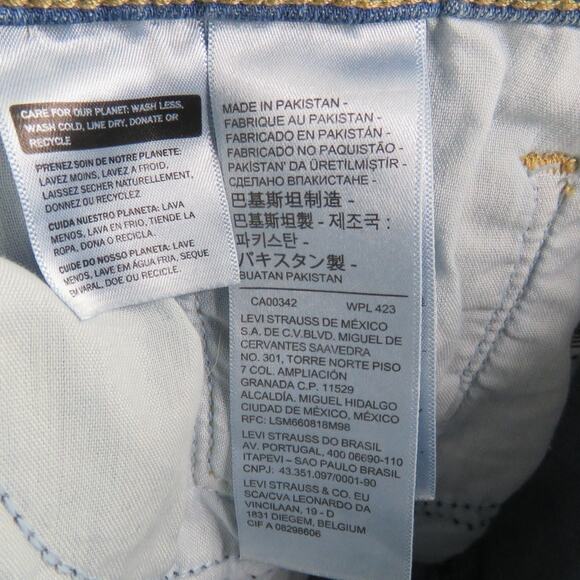 CARE FOR OUR PLANET: WASH LESS,
WASH COLD, LINE DRY, DONATE OR
RECYCLE
PRENEZ SOIN DE NOTRE PLANETE:
LAVEZ MOINS, LAVEZ A FROID,
LAISSEZ SECHER NATURELLEMENT,
DONNEZ OU RECYCLEZ
CUIDA NUESTRO PLANETA: LAVA
MENOS, LAVA EN FRIO, TIENDE LA
ROPA, DONA O RECICLA.
CUIDE DO NOSSO PLANETA: LAVE
MENOS, LAVE EM ÁGUA FRIA, SEQUE
EM VARAL, DOE OU RECICLE.
MADE IN PAKISTAN -
FABRIQUE AU PAKISTAN -
FABRICADO EN PAKISTÁN -
FABRICADO NO PAQUISTÃO -
PAKİSTAN' DA ÜRETİLMİŞTİR -
СДЕЛАНО ВПАКИСТАНЕ -
巴基斯坦制造 -
巴基斯坦製 - 제조국 :
파키스탄 -
パキスタン製 -
BUATAN PAKISTAN
CA00342 WPL 423
LEVI STRAUSS DE MÉXICO
S.A. DE C.V.BLVD. MIGUEL DE
CERVANTES SAAVEDRA
NO. 301, TORRE NORTE PISO
7 COL. AMPLIACIÓN
GRANADA C.P. 11529
ALCALDÍA. MIGUEL HIDALGO
CIUDAD DE MÉXICO, MÉXICO
RFC: LSM660818M98
LEVI STRAUSS DO BRASIL
AV. PORTUGAL, 400 06690-110
ITAPEVI – SAO PAULO BRASIL
CNPJ: 43.351.097/0001-90
LEVI STRAUSS & CO. EU
SCA/CVA LEONARDO DA
VINCILAAN, 19 - D
1831 DIEGEM, BELGIUM
CIF A 08298606